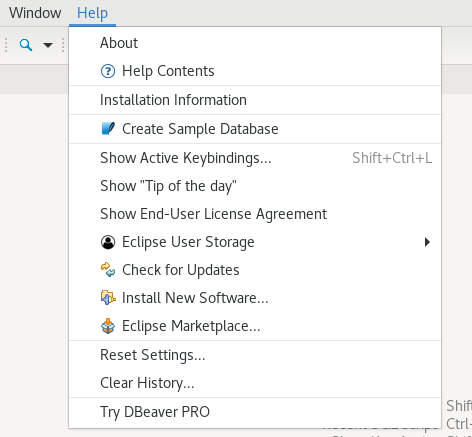 Window Help
About
Help Contents
Installation Information
Create Sample Database
Show Active Keybindings... Shift+Ctrl+L
Show "Tip of the day"
Show End-User License Agreement
Eclipse User Storage
Check for Updates
Install New Software...
Eclipse Marketplace...
Reset Settings...
Clear History...
Try DBeaver PRO